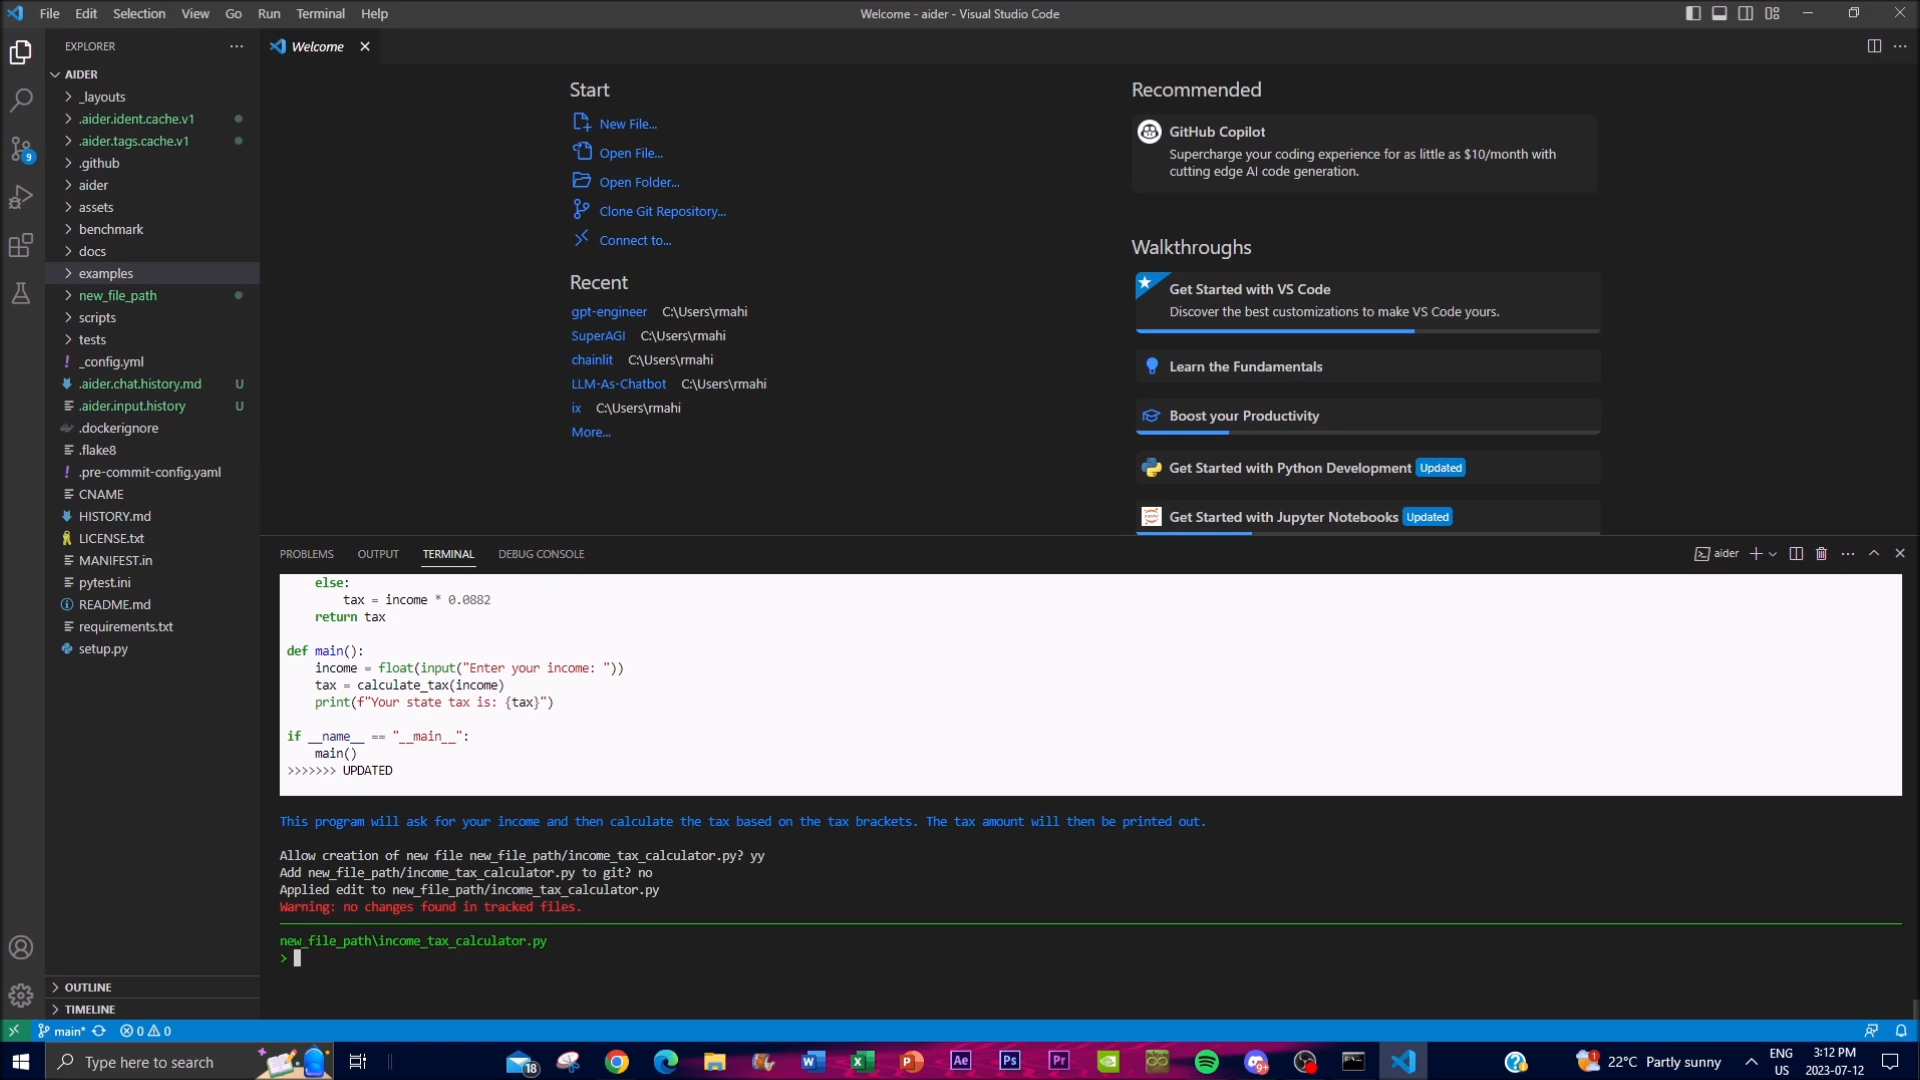 File Edit Selection View Go Run Terminal Help
Welcome - aider - Visual Studio Code
EXPLORER
Welcome
AIDER
_layouts
.aider.ident.cache.v1
.aider.tags.cache.v1
.github
aider
assets
benchmark
docs
examples
new_file_path
scripts
tests
_config.yml
.aider.chat.history.md U
.aider.input.history U
.dockerignore
.flake8
.pre-commit-config.yaml
CNAME
HISTORY.md
LICENSE.txt
MANIFEST.in
pytest.ini
README.md
requirements.txt
setup.py
OUTLINE
TIMELINE
9
Start
New File...
Open File...
Open Folder...
Clone Git Repository...
Connect to...
Recent
gpt-engineer C:\Users\rmahi
SuperAGI C:\Users\rmahi
chainlit C:\Users\rmahi
LLM-As-Chatbot C:\Users\rmahi
ix C:\Users\rmahi
More...
Recommended
GitHub Copilot
Supercharge your coding experience for as little as $10/month with
cutting edge AI code generation.
Walkthroughs
Get Started with VS Code
Discover the best customizations to make VS Code yours.
Learn the Fundamentals
Boost your Productivity
Get Started with Python Development Updated
Get Started with Jupyter Notebooks Updated
PROBLEMS OUTPUT TERMINAL DEBUG CONSOLE
aider
else:
tax = income * 0.0882
return tax
def main():
income = float(input("Enter your income: "))
tax = calculate_tax(income)
print(f"Your state tax is: {tax}")
if __name__ == "__main__":
main()
>>>>>>> UPDATED
This program will ask for your income and then calculate the tax based on the tax brackets. The tax amount will then be printed out.
Allow creation of new file new_file_path/income_tax_calculator.py? yy
Add new_file_path/income_tax_calculator.py to git? no
Applied edit to new_file_path/income_tax_calculator.py
Warning: no changes found in tracked files.
new_file_path\income_tax_calculator.py
>
main* 0 0
Type here to search
18
W X P Ae Ps Pr
9+
1
22°C Partly sunny
ENG
US
3:12 PM
2023-07-12